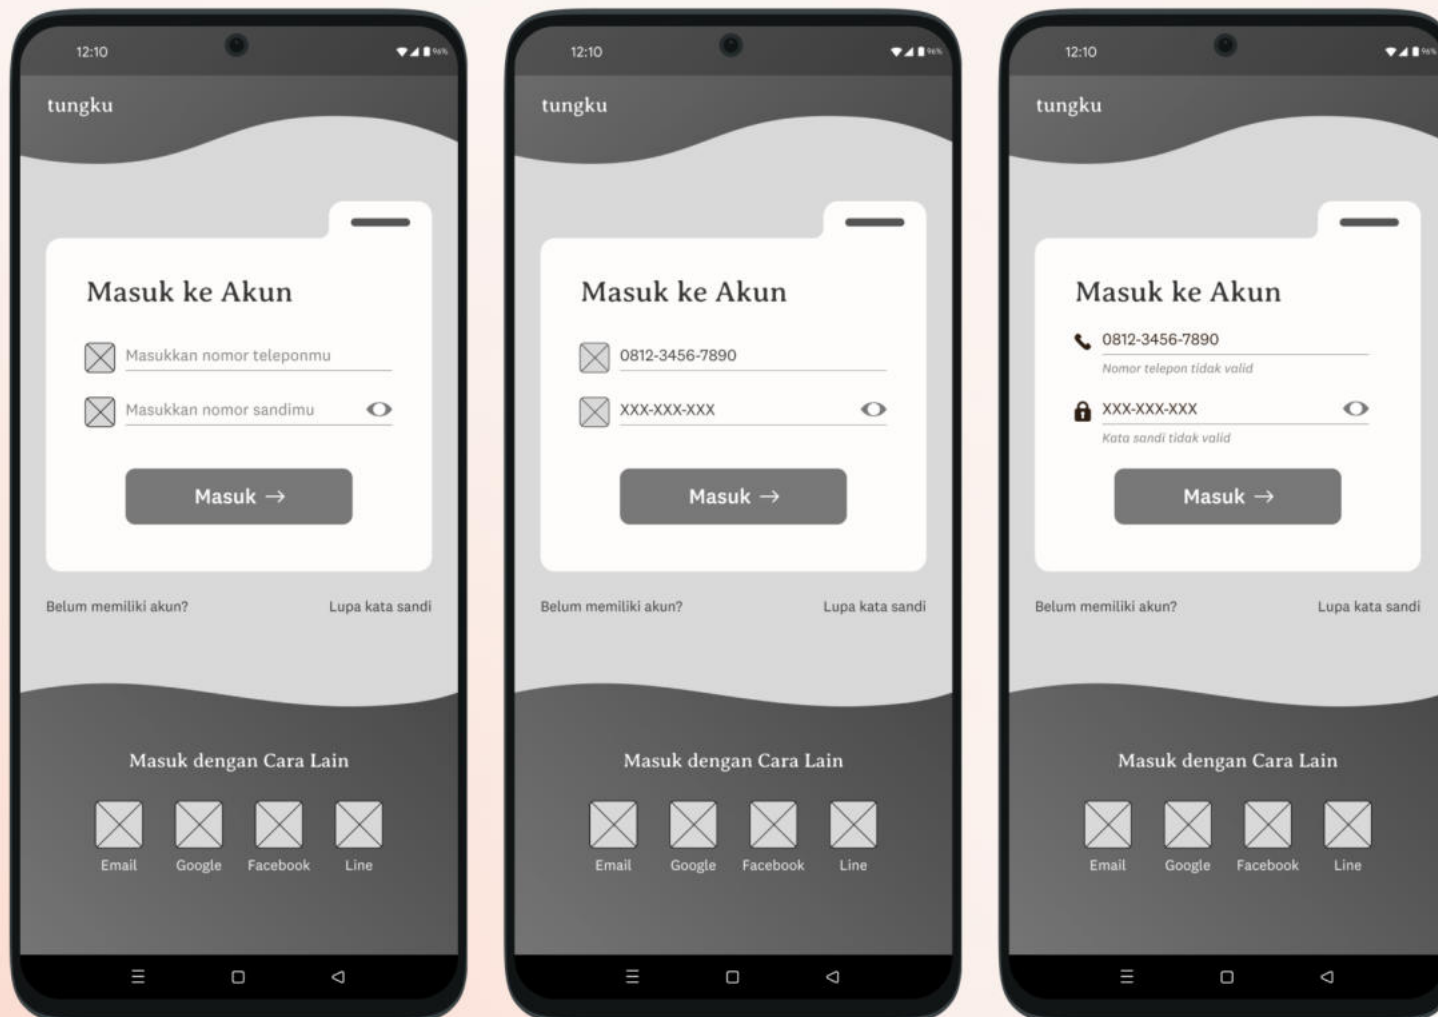 12:10
96%
tungku
Masuk ke Akun
Masukkan nomor teleponmu
Masukkan nomor sandimu
Masuk →
Belum memiliki akun?
Lupa kata sandi
Masuk dengan Cara Lain
Email
Google
Facebook
Line
12:10
96%
tungku
Masuk ke Akun
0812-3456-7890
XXX-XXX-XXX
Masuk →
Belum memiliki akun?
Lupa kata sandi
Masuk dengan Cara Lain
Email
Google
Facebook
Line
12:10
96%
tungku
Masuk ke Akun
0812-3456-7890
Nomor telepon tidak valid
XXX-XXX-XXX
Kata sandi tidak valid
Masuk →
Belum memiliki akun?
Lupa kata sandi
Masuk dengan Cara Lain
Email
Google
Facebook
Line